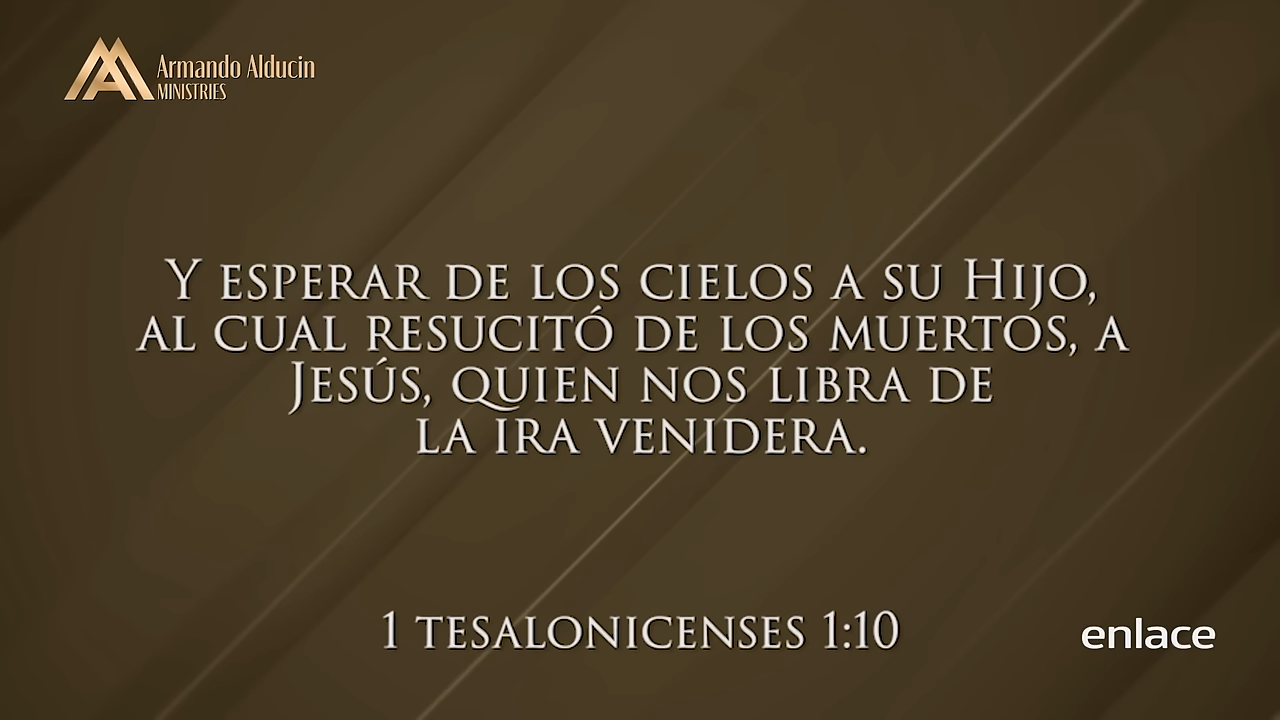 Armando Alducin
MINISTRIES
Y ESPERAR DE LOS CIELOS A SU HIJO,
AL CUAL RESUCITÓ DE LOS MUERTOS, A
JESÚS, QUIEN NOS LIBRA DE
LA IRA VENIDERA.
1 TESALONICENSES 1:10
enlace